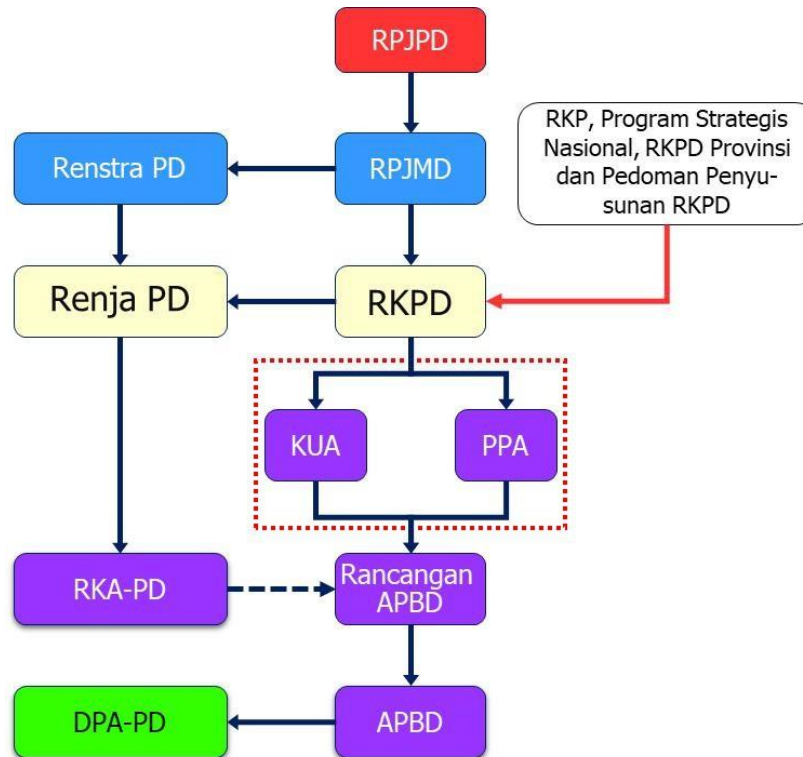 RPJPD
RKP, Program Strategis
Nasional, RKPD Provinsi
dan Pedoman Penyu-
sunan RKPD
Renstra PD
RPJMD
Renja PD
RKPD
KUA
PPA
RKA-PD
Rancangan
APBD
DPA-PD
APBD